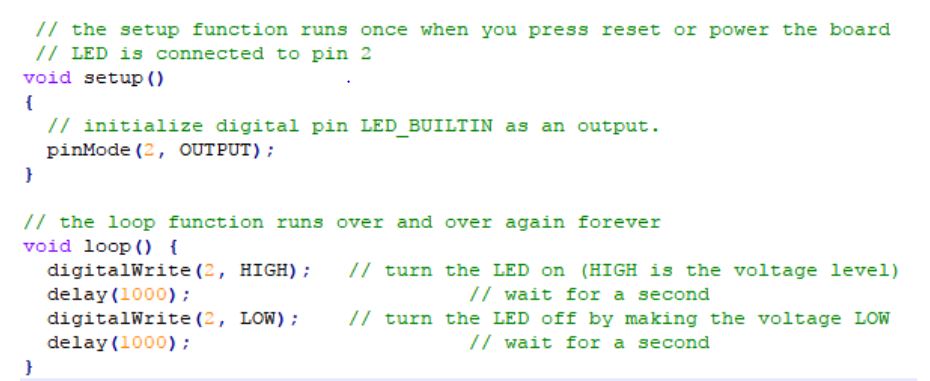 // the setup function runs once when you press reset or power the board
// LED is connected to pin 2
void setup()
{
// initialize digital pin LED_BUILTIN as an output.
pinMode(2, OUTPUT);
}
// the loop function runs over and over again forever
void loop() {
digitalWrite(2, HIGH); // turn the LED on (HIGH is the voltage level)
delay(1000); // wait for a second
digitalWrite(2, LOW); // turn the LED off by making the voltage LOW
delay(1000); // wait for a second
}